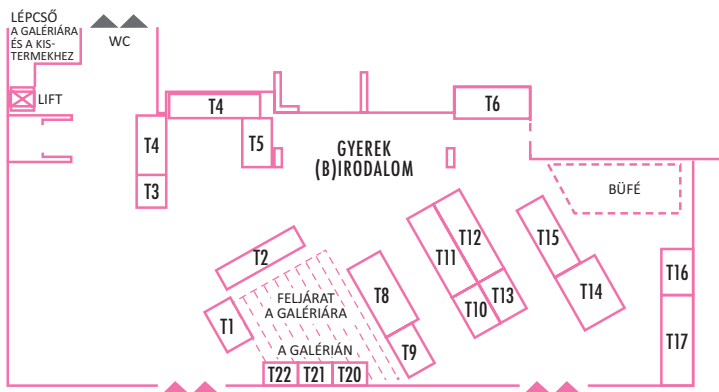 LÉPCSŐ
A GALÉRIÁRA
ÉS A KIS-
TERMEKHEZ
WC
LIFT
T4
T6
T4
T5
GYEREK
(B)IRODALOM
T3
BÜFÉ
T2
T11
T12
T15
T16
T8
T14
T1
FELJÁRAT
A GALÉRIÁRA
T10
T13
T17
A GALÉRIÁN
T9
T22
T21
T20